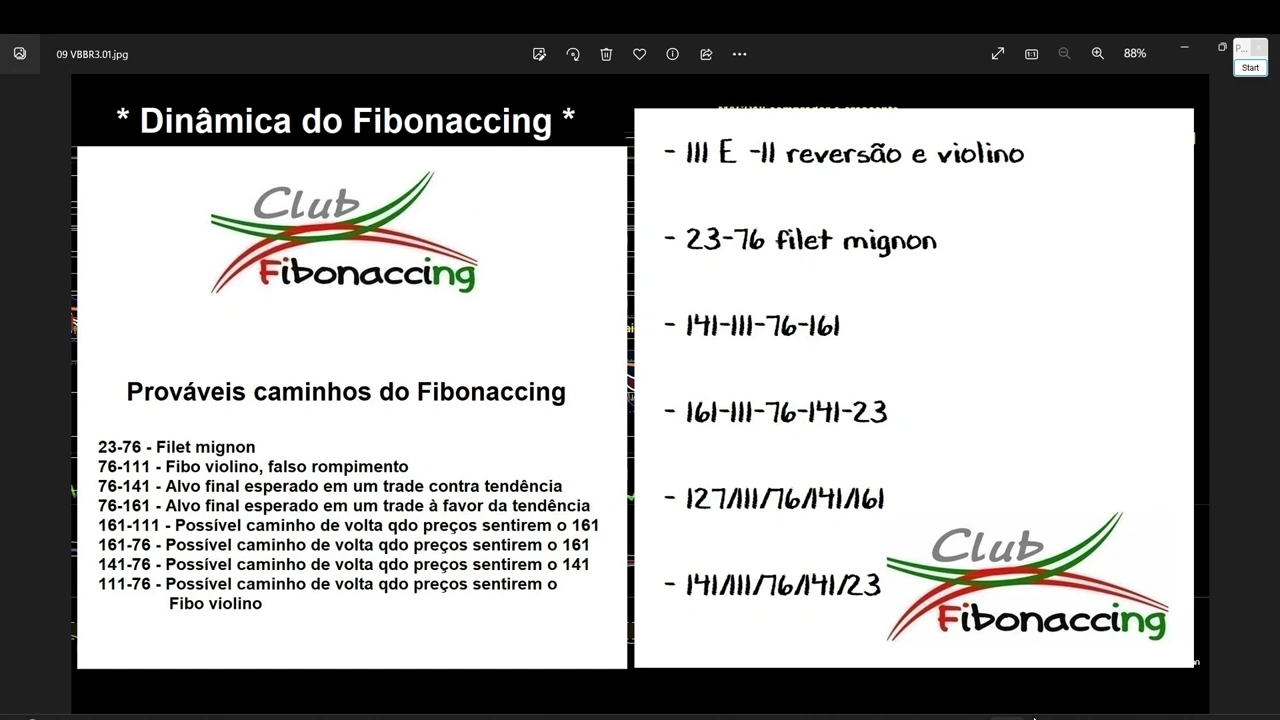 09 VBBR3.01.jpg
88%
P...
Start
* Dinâmica do Fibonaccing *
Club
Fibonaccing
Prováveis caminhos do Fibonaccing
23-76 - Filet mignon
76-111 - Fibo violino, falso rompimento
76-141 - Alvo final esperado em um trade contra tendência
76-161 - Alvo final esperado em um trade à favor da tendência
161-111 - Possível caminho de volta qdo preços sentirem o 161
161-76 - Possível caminho de volta qdo preços sentirem o 161
141-76 - Possível caminho de volta qdo preços sentirem o 141
111-76 - Possível caminho de volta qdo preços sentirem o
Fibo violino
- 111 E -11 reversão e violino
- 23-76 filet mignon
- 141-111-76-161
- 161-111-76-141-23
- 127/111/76/141/161
- 141/111/76/141/23
Club
Fibonaccing